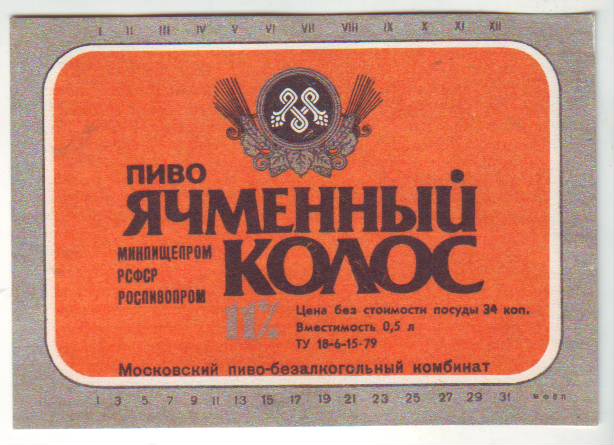 I II III IV V VI VII VIII IX X XI XII
ПИВО
ЯЧМЕННЫЙ
КОЛОС
МИНПИЩЕПРОМ
РСФСР
РОСПИВОПРОМ
11%
Цена без стоимости посуды 34 коп.
Вместимость 0,5 л
ТУ 18-6-15-79
Московский пиво-безалкогольный комбинат
1 3 5 7 9 11 13 15 17 19 21 23 25 27 29 31